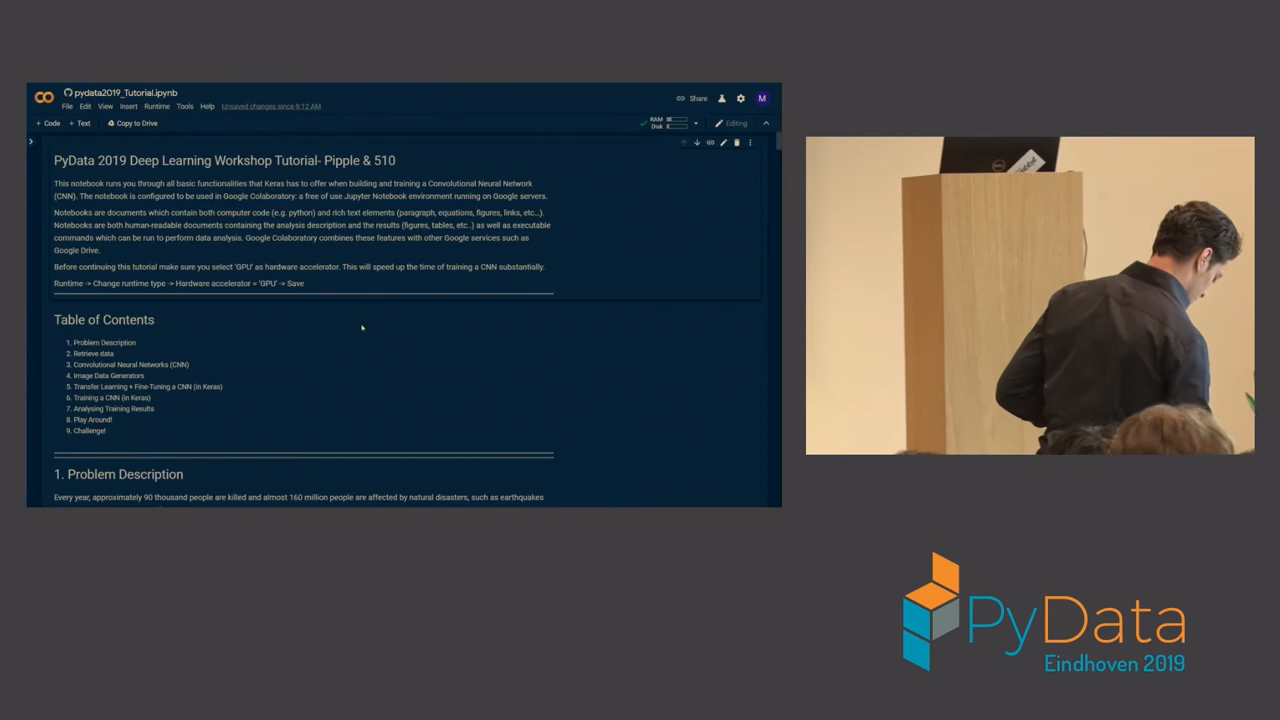 pydata2019_Tutorial.ipynb
File Edit View Insert Runtime Tools Help Unsaved changes since 9:12 AM
Share
M
+ Code + Text Copy to Drive
RAM
Disk
Editing
PyData 2019 Deep Learning Workshop Tutorial- Pipple & 510
This notebook runs you through all basic functionalities that Keras has to offer when building and training a Convolutional Neural Network
(CNN). The notebook is configured to be used in Google Colaboratory: a free of use Jupyter Notebook environment running on Google servers.
Notebooks are documents which contain both computer code (e.g. python) and rich text elements (paragraph, equations, figures, links, etc...).
Notebooks are both human-readable documents containing the analysis description and the results (figures, tables, etc..) as well as executable
commands which can be run to perform data analysis. Google Colaboratory combines these features with other Google services such as
Google Drive.
Before continuing this tutorial make sure you select 'GPU' as hardware accelerator. This will speed up the time of training a CNN substantially.
Runtime -> Change runtime type -> Hardware accelerator = 'GPU' -> Save
Table of Contents
1. Problem Description
2. Retrieve data
3. Convolutional Neural Networks (CNN)
4. Image Data Generators
5. Transfer Learning + Fine-Tuning a CNN (in Keras)
6. Training a CNN (in Keras)
7. Analysing Training Results
8. Play Around!
9. Challenge!
1. Problem Description
Every year, approximately 90 thousand people are killed and almost 160 million people are affected by natural disasters, such as earthquakes
DELL
PyData
Eindhoven 2019